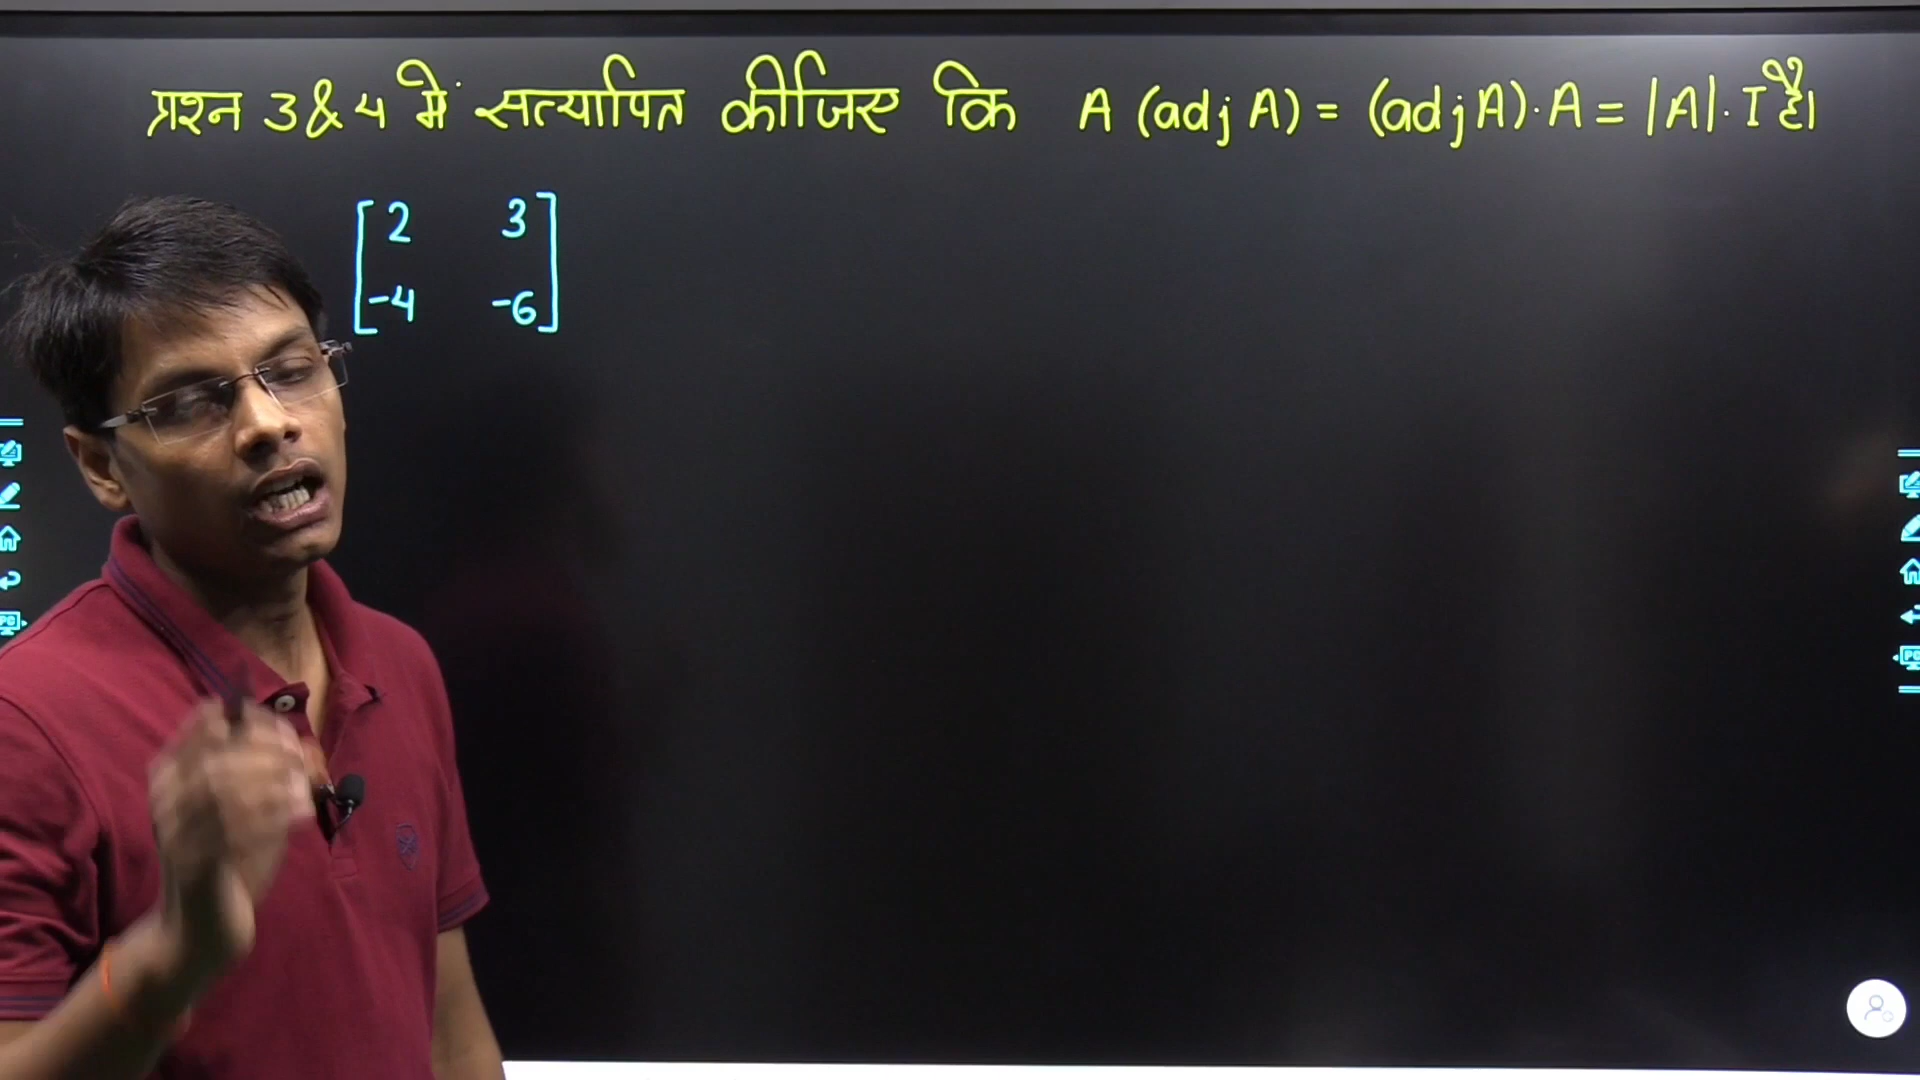 प्रश्न 3 & 4 में सत्यापित कीजिए कि A (adj A) = (adj A) · A = |A| · I है।
[2 3
-4 -6]